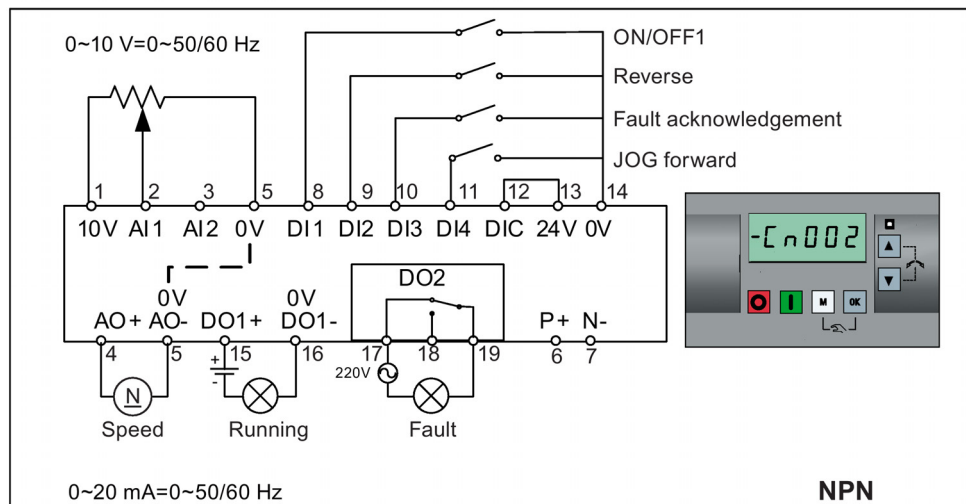 0~10 V=0~50/60 Hz
ON/OFF1
Reverse
Fault acknowledgement
JOG forward
1 2 3 5 8 9 10 11 12 13 14
10V AI1 AI2 0V DI1 DI2 DI3 DI4 DIC 24V 0V
-Cn002
M OK
DO2
0V 0V
AO+ AO- DO1+ DO1- P+ N-
4 5 15 16 17 18 19 6 7
+
-
220V
N
Speed Running Fault
0~20 mA=0~50/60 Hz
NPN